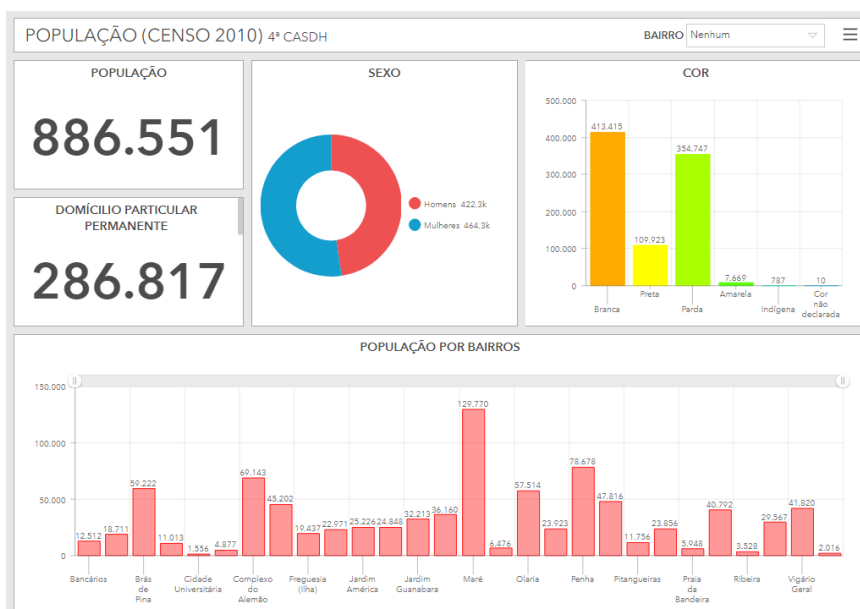 POPULAÇÃO (CENSO 2010) 4ª CASDH
BAIRRO Nenhum
POPULAÇÃO
886.551
DOMÍCILIO PARTICULAR
PERMANENTE
286.817
SEXO
Homens 422,3k
Mulheres 464,3k
COR
500.000
400.000
300.000
200.000
100.000
0
413.415
109.923
354.747
7.669
787
10
Branca
Preta
Parda
Amarela
Indígena
Cor
não
declarada
POPULAÇÃO POR BAIRROS
150.000
100.000
50.000
0
12.512
18.711
59.222
11.013
1.556
4.877
69.143
45.202
19.437
22.971
25.226
24.848
32.213
36.160
129.770
6.476
57.514
23.923
78.678
47.816
11.756
23.856
5.948
40.792
3.528
29.567
41.820
2.016
Bancários
Brás
de
Pina
Cidade
Universitária
Complexo
do
Alemão
Freguesia
(Ilha)
Jardim
América
Jardim
Guanabara
Maré
Olaria
Penha
Pitangueiras
Praia
da
Bandeira
Ribeira
Vigário
Geral